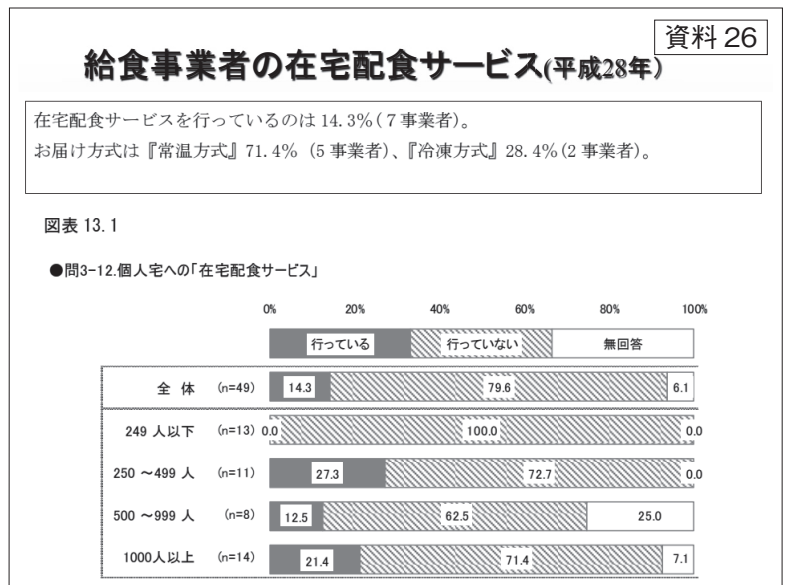 資料 26
給食事業者の在宅配食サービス(平成28年)
在宅配食サービスを行っているのは 14.3%(7 事業者)。
お届け方式は『常温方式』71.4% (5 事業者)、『冷凍方式』28.4%(2 事業者)。
図表 13.1
●問3-12.個人宅への「在宅配食サービス」
0% 20% 40% 60% 80% 100%
行っている 行っていない 無回答
全 体 (n=49) 14.3 79.6 6.1
249 人以下 (n=13) 0.0 100.0 0.0
250 ~499 人 (n=11) 27.3 72.7 0.0
500 ~999 人 (n=8) 12.5 62.5 25.0
1000人以上 (n=14) 21.4 71.4 7.1